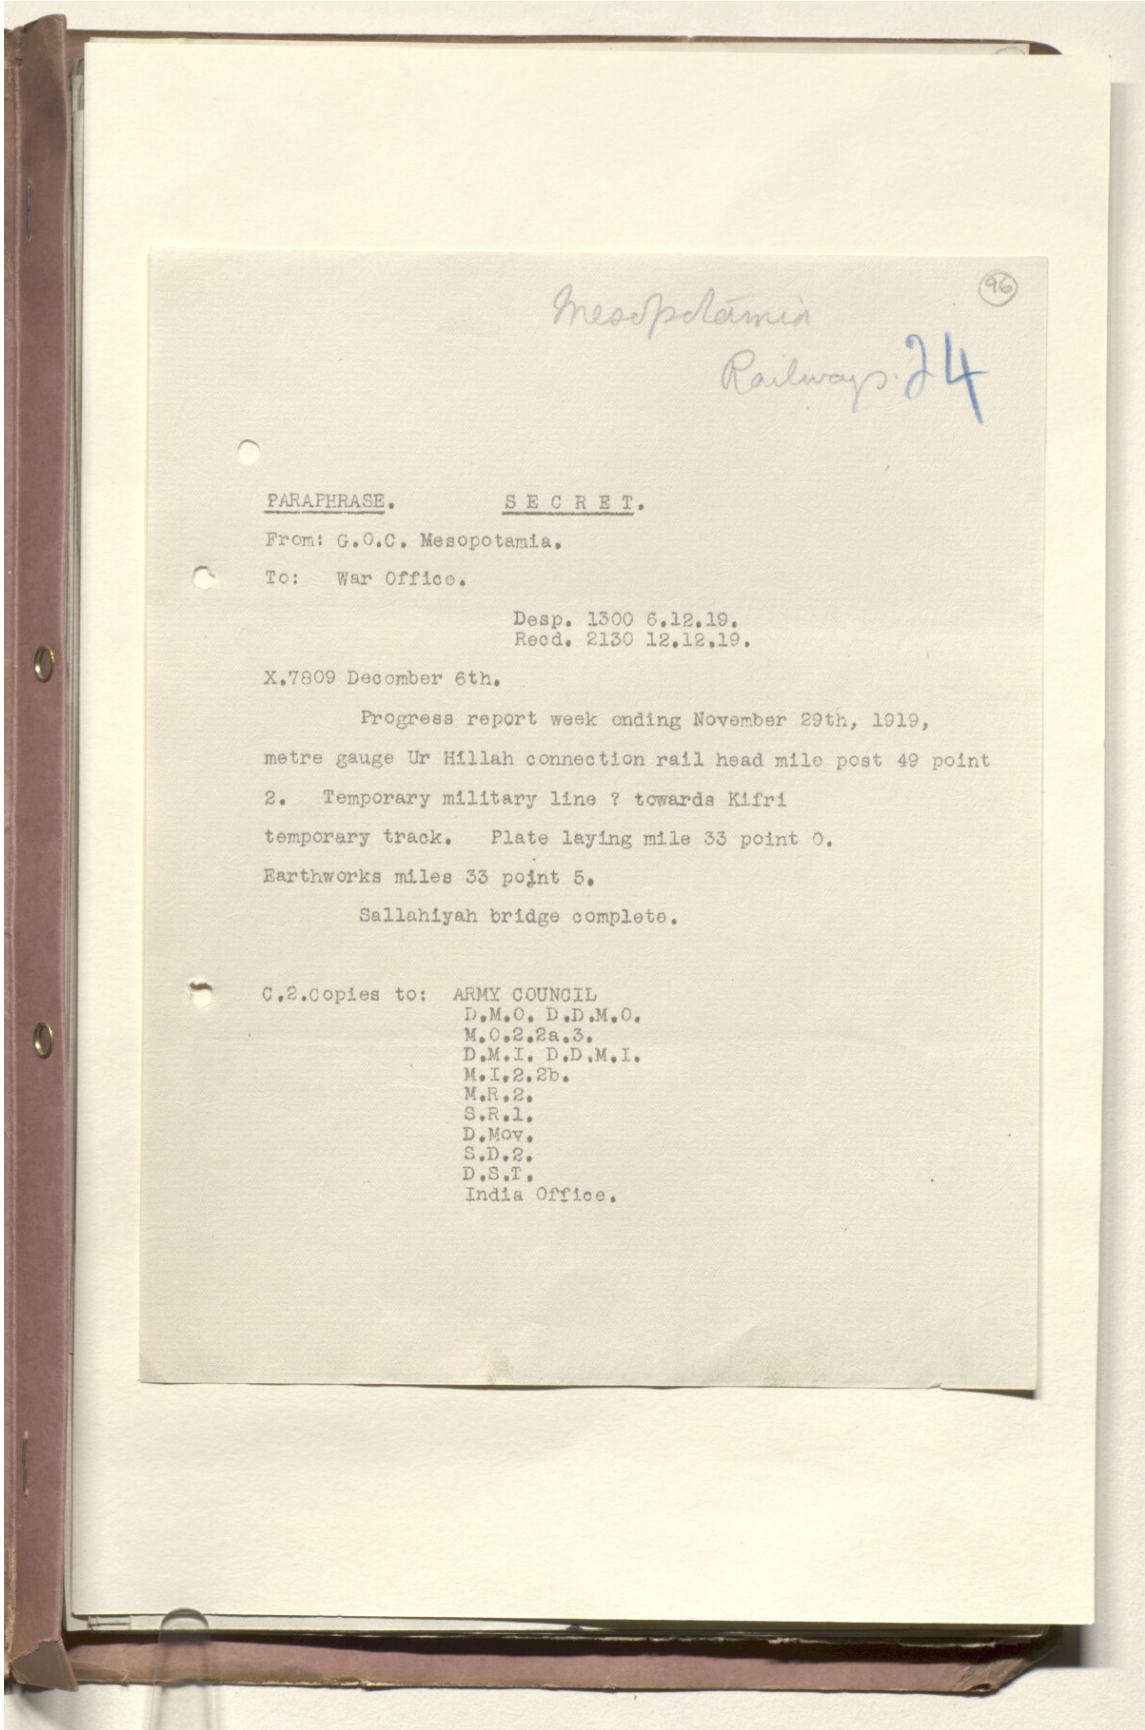 96
Mesopotamia
Railways. 24
PARAPHRASE. S E C R E T.
From: G.O.C. Mesopotamia.
To: War Office.
Desp. 1300 6.12.19.
Recd. 2130 12.12.19.
X.7809 December 6th.
Progress report week ending November 29th, 1919,
metre gauge Ur Hillah connection rail head mile post 49 point
2. Temporary military line ? towards Kifri
temporary track. Plate laying mile 33 point 0.
Earthworks miles 33 point 5.
Sallahiyah bridge complete.
C.2.Copies to: ARMY COUNCIL
D.M.O. D.D.M.O.
M.O.2.2a.3.
D.M.I. D.D.M.I.
M.I.2.2b.
M.R.2.
S.R.1.
D.Mov.
S.D.2.
D.S.T.
India Office.